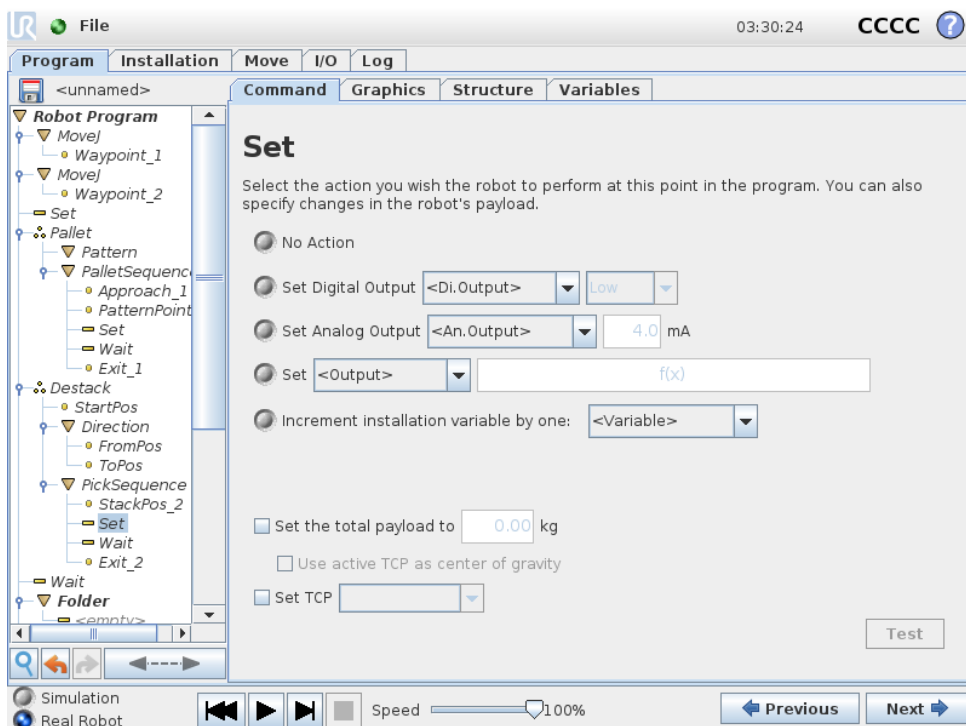 UR File 03:30:24 CCCC ?
Program Installation Move I/O Log
<unnamed> Command Graphics Structure Variables
Robot Program
MoveJ
Waypoint_1
MoveJ
Waypoint_2
Set
Pallet
Pattern
PalletSequenc
Approach_1
PatternPoint
Set
Wait
Exit_1
Destack
StartPos
Direction
FromPos
ToPos
PickSequence
StackPos_2
Set
Wait
Exit_2
Wait
Folder
<empty>
Set
Select the action you wish the robot to perform at this point in the program. You can also
specify changes in the robot's payload.
No Action
Set Digital Output <Di.Output> Low
Set Analog Output <An.Output> 4.0 mA
Set <Output> f(x)
Increment installation variable by one: <Variable>
Set the total payload to 0.00 kg
Use active TCP as center of gravity
Set TCP
Test
Simulation
Real Robot
Speed 100%
Previous Next